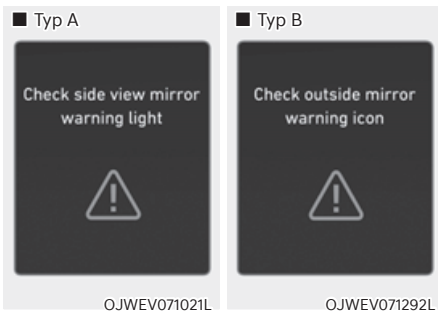 ■ Typ A
Check side view mirror
warning light
OJWEV071021L
■ Typ B
Check outside mirror
warning icon
OJWEV071292L